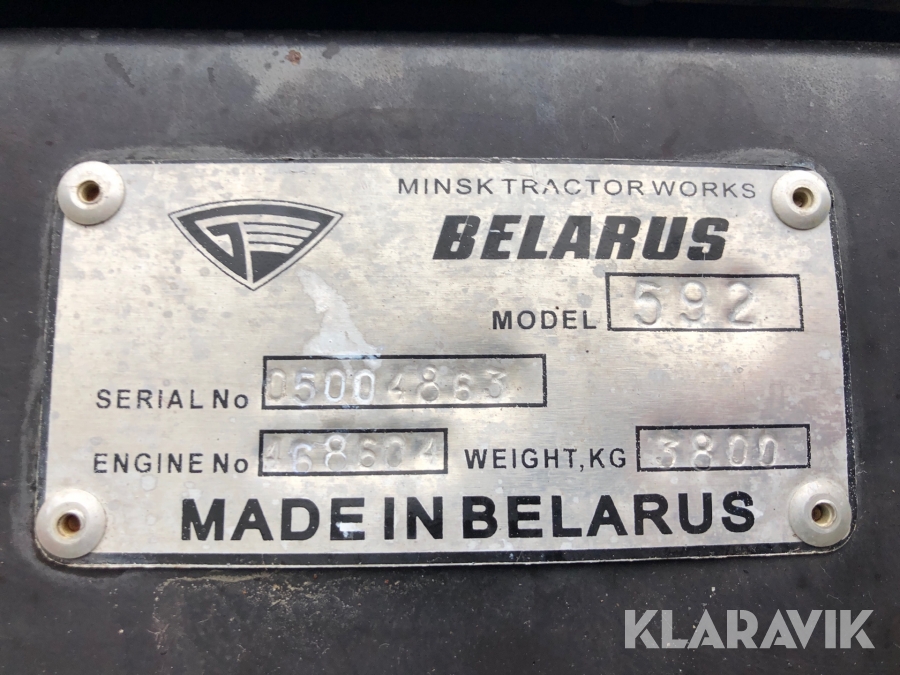 MINSK TRACTOR WORKS
BELARUS
MODEL 592
SERIAL No 05004863
ENGINE No 468604 WEIGHT, KG 3800
MADE IN BELARUS
KLARAVIK